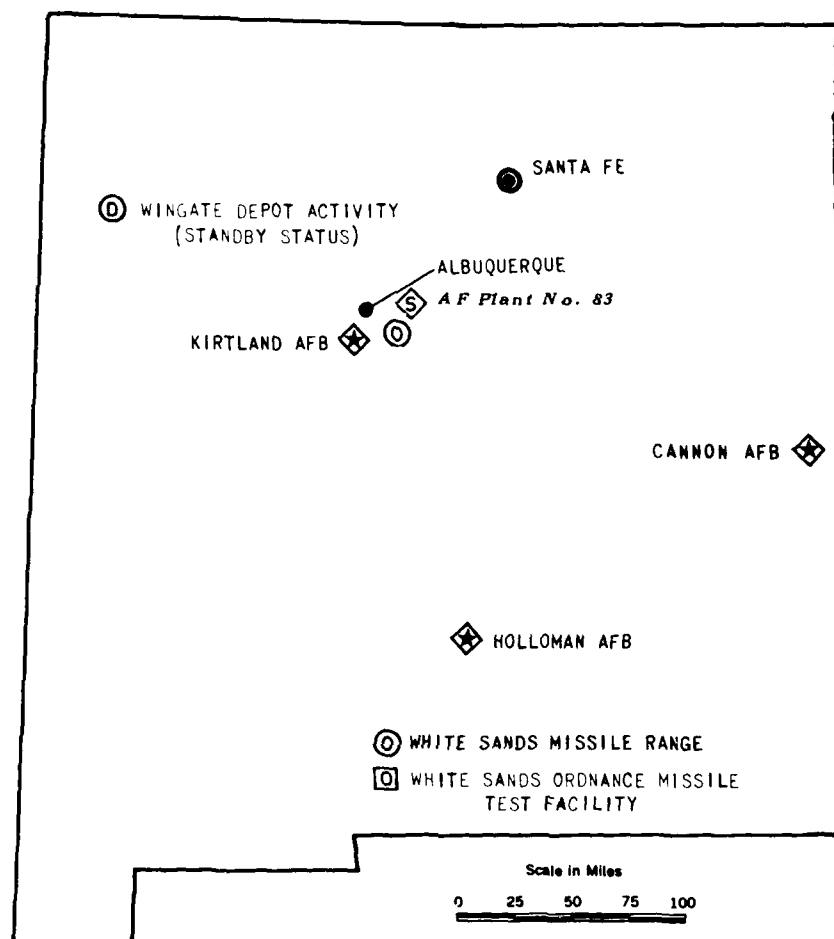 SANTA FE
D WINGATE DEPOT ACTIVITY
(STANDBY STATUS)
ALBUQUERQUE
S AF Plant No. 83
KIRTLAND AFB O
CANNON AFB
HOLLOMAN AFB
O WHITE SANDS MISSILE RANGE
O WHITE SANDS ORDNANCE MISSILE
TEST FACILITY
Scale in Miles
0 25 50 75 100